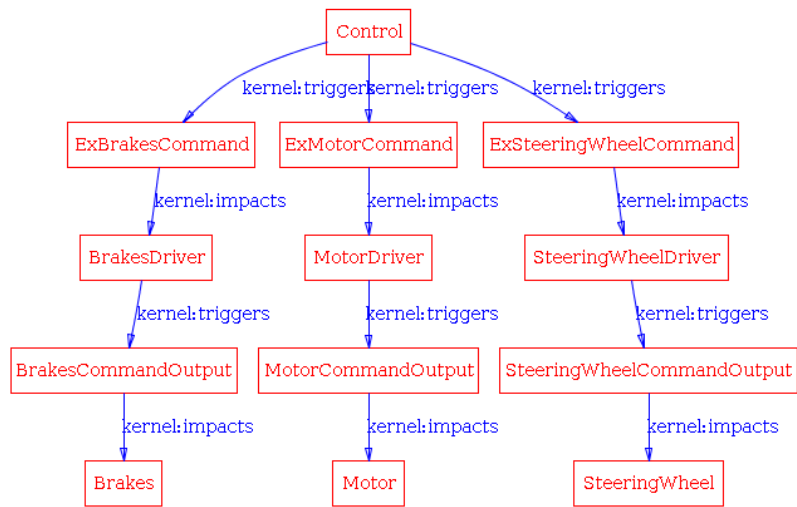 Control
kernel:triggers kernel:triggers kernel:triggers
ExBrakesCommand ExMotorCommand ExSteeringWheelCommand
kernel:impacts kernel:impacts kernel:impacts
BrakesDriver MotorDriver SteeringWheelDriver
kernel:triggers kernel:triggers kernel:triggers
BrakesCommandOutput MotorCommandOutput SteeringWheelCommandOutput
kernel:impacts kernel:impacts kernel:impacts
Brakes Motor SteeringWheel